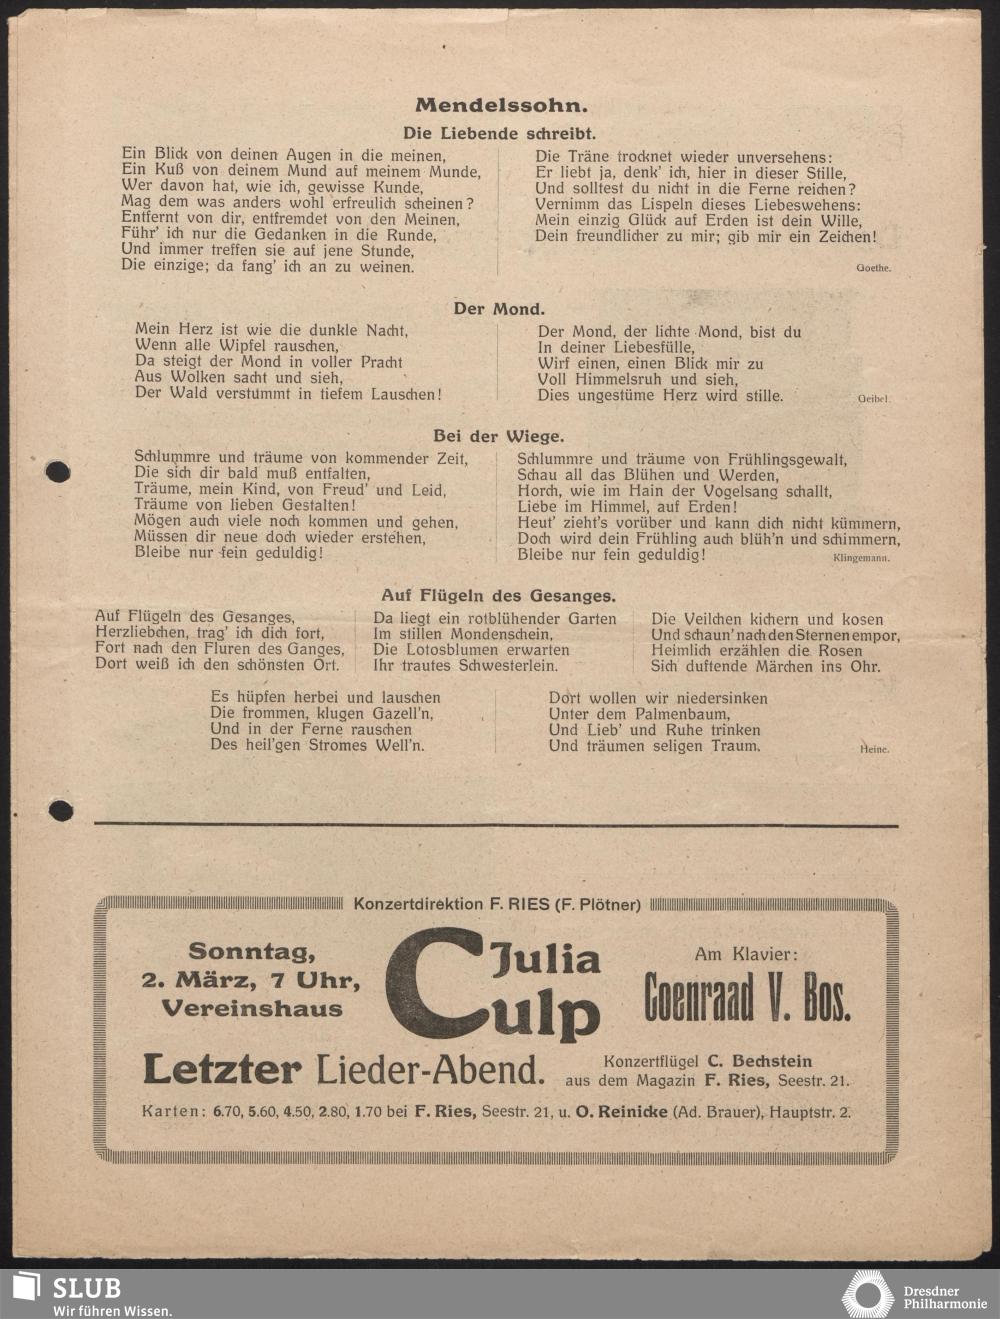 Mendelssohn.
Die Liebende schreibt.
Ein Blick von deinen Augen in die meinen,
Ein Kuß von deinem Mund auf meinem Munde,
Wer davon hat, wie ich, gewisse Kunde,
Mag dem was anders wohl erfreulich scheinen?
Entfernt von dir, entfremdet von den Meinen,
Führ' ich nur die Gedanken in die Runde,
Und immer treffen sie auf jene Stunde,
Die einzige; da fang' ich an zu weinen.
Die Träne trocknet wieder unversehens:
Er liebt ja, denk' ich, hier in dieser Stille,
Und solltest du nicht in die Ferne reichen?
Vernimm das Lispeln dieses Liebeswehens:
Mein einzig Glück auf Erden ist dein Wille,
Dein freundlicher zu mir; gib mir ein Zeichen!
Goethe.
Der Mond.
Mein Herz ist wie die dunkle Nacht,
Wenn alle Wipfel rauschen,
Da steigt der Mond in voller Pracht
Aus Wolken sacht und sieh,
Der Wald verstummt in tiefem Lauschen!
Der Mond, der lichte Mond, bist du
In deiner Liebesfülle,
Wirf einen, einen Blick mir zu
Voll Himmelsruh und sieh,
Dies ungestüme Herz wird stille.
Geibel.
Bei der Wiege.
Schlummre und träume von kommender Zeit,
Die sich dir bald muß entfalten,
Träume, mein Kind, von Freud' und Leid,
Träume von lieben Gestalten!
Mögen auch viele noch kommen und gehen,
Müssen dir neue doch wieder erstehen,
Bleibe nur fein geduldig!
Schlummre und träume von Frühlingsgewalt,
Schau all das Blühen und Werden,
Horch, wie im Hain der Vogelsang schallt,
Liebe im Himmel, auf Erden!
Heut' zieht's vorüber und kann dich nicht kümmern,
Doch wird dein Frühling auch blüh'n und schimmern,
Bleibe nur fein geduldig!
Klingemann.
Auf Flügeln des Gesanges.
Auf Flügeln des Gesanges,
Herzliebchen, trag' ich dich fort,
Fort nach den Fluren des Ganges,
Dort weiß ich den schönsten Ort.
Da liegt ein rotblühender Garten
Im stillen Mondenschein,
Die Lotosblumen erwarten
Ihr trautes Schwesterlein.
Die Veilchen kichern und kosen
Und schaun' nach den Sternen empor,
Heimlich erzählen die Rosen
Sich duftende Märchen ins Ohr.
Es hüpfen herbei und lauschen
Die frommen, klugen Gazell'n,
Und in der Ferne rauschen
Des heil'gen Stromes Well'n.
Dort wollen wir niedersinken
Unter dem Palmenbaum,
Und Lieb' und Ruhe trinken
Und träumen seligen Traum.
Heine.
Konzertdirektion F. RIES (F. Plötner)
Sonntag,
2. März, 7 Uhr,
Vereinshaus
Julia
Culp
Am Klavier:
Coenraad V. Bos.
Letzter Lieder-Abend.
Konzertflügel C. Bechstein
aus dem Magazin F. Ries, Seestr. 21.
Karten: 6.70, 5.60, 4.50, 2.80, 1.70 bei F. Ries, Seestr. 21, u. O. Reinicke (Ad. Brauer), Hauptstr. 2.
SLUB
Wir führen Wissen.
Dresdner
Philharmonie